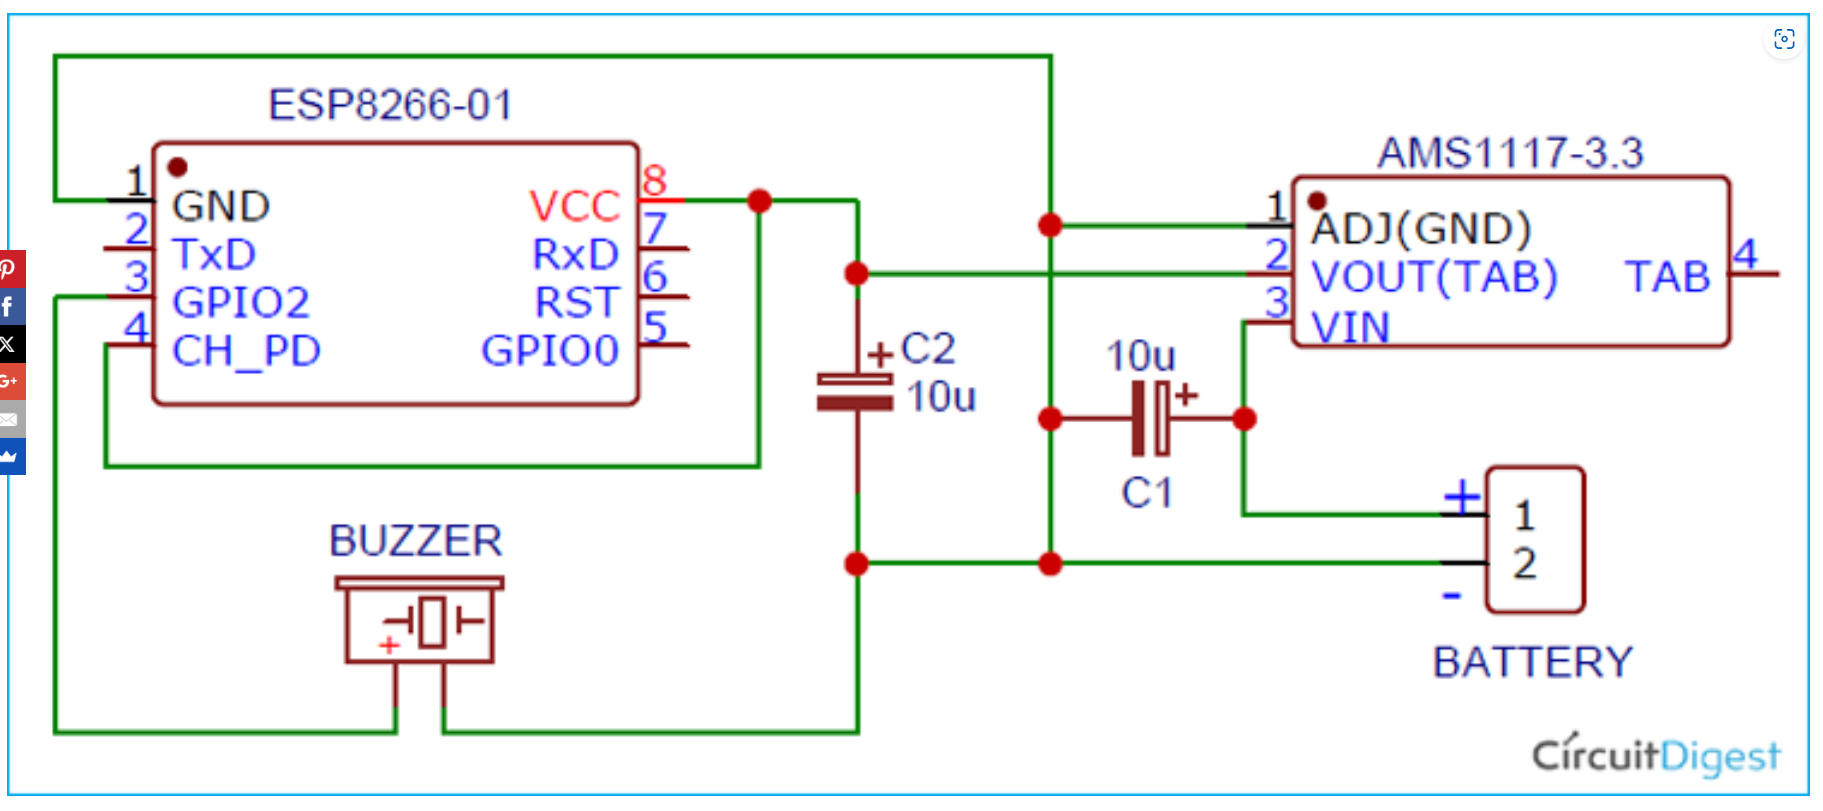 ESP8266-01
1 GND
2 TxD
3 GPIO2
4 CH_PD
VCC 8
RxD 7
RST 6
GPIO0 5
AMS1117-3.3
1 ADJ(GND)
2 VOUT(TAB)
3 VIN
TAB 4
+ C2
10u
10u
+
C1
BUZZER
+
+ 1
2
-
BATTERY
CircuitDigest
f
X
G+